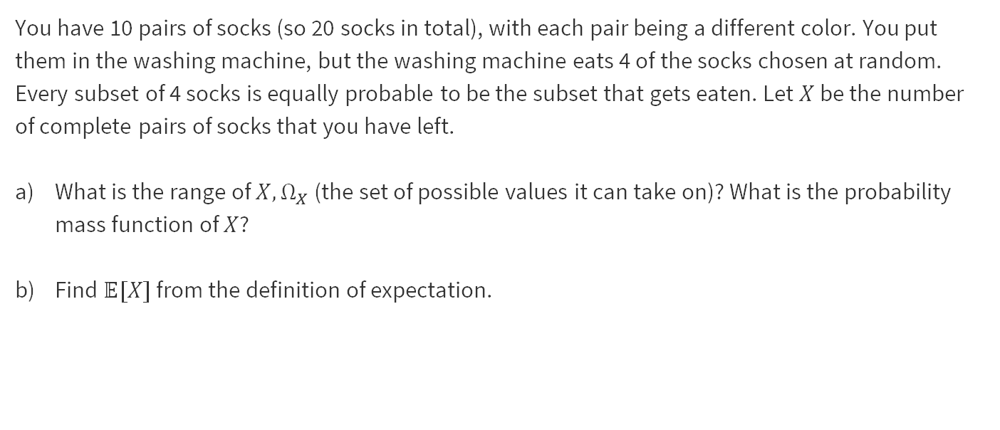 You have 10 pairs of socks (so 20 socks in total), with each pair being a different color. You put
them in the washing machine, but the washing machine eats 4 of the socks chosen at random.
Every subset of 4 socks is equally probable to be the subset that gets eaten. Let X be the number
of complete pairs of socks that you have left.
a) What is the range of X, Ω_X (the set of possible values it can take on)? What is the probability
mass function of X?
b) Find 𝔼[X] from the definition of expectation.